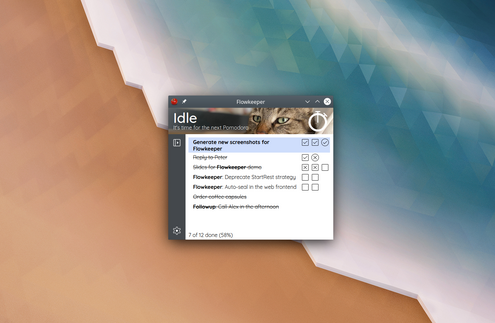 Flowkeeper
Idle
It's time for the next Pomodoro
Generate new screenshots for
Flowkeeper
Reply to Peter
Slides for Flowkeeper demo
Flowkeeper: Deprecate StartRest strategy
Flowkeeper: Auto-seal in the web frontend
Order coffee capsules
Followup: Call Alex in the afternoon
7 of 12 done (58%)